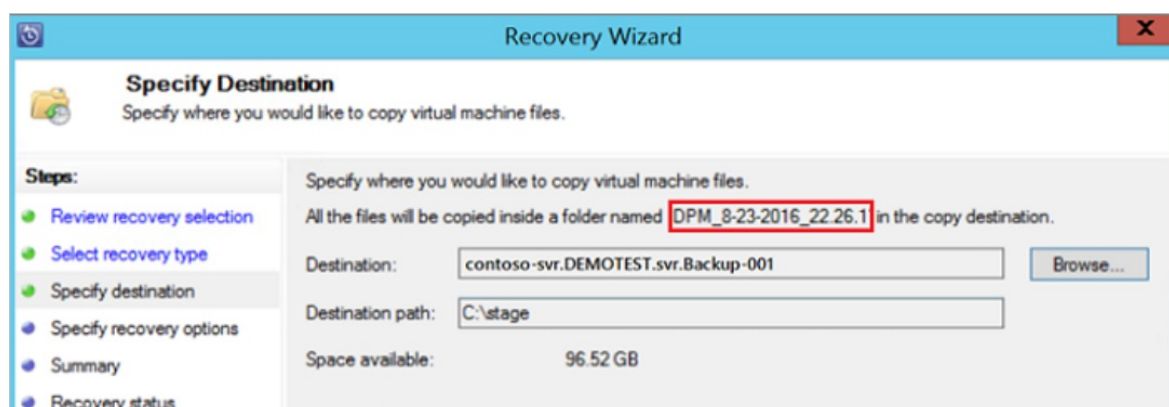 Recovery Wizard
X
Specify Destination
Specify where you would like to copy virtual machine files.
Steps:
Review recovery selection
Select recovery type
Specify destination
Specify recovery options
Summary
Recovery status
Specify where you would like to copy virtual machine files.
All the files will be copied inside a folder named DPM_8-23-2016_22.26.1 in the copy destination.
Destination: contoso-svr.DEMOTEST.svr.Backup-001 Browse...
Destination path: C:\stage
Space available: 96.52 GB